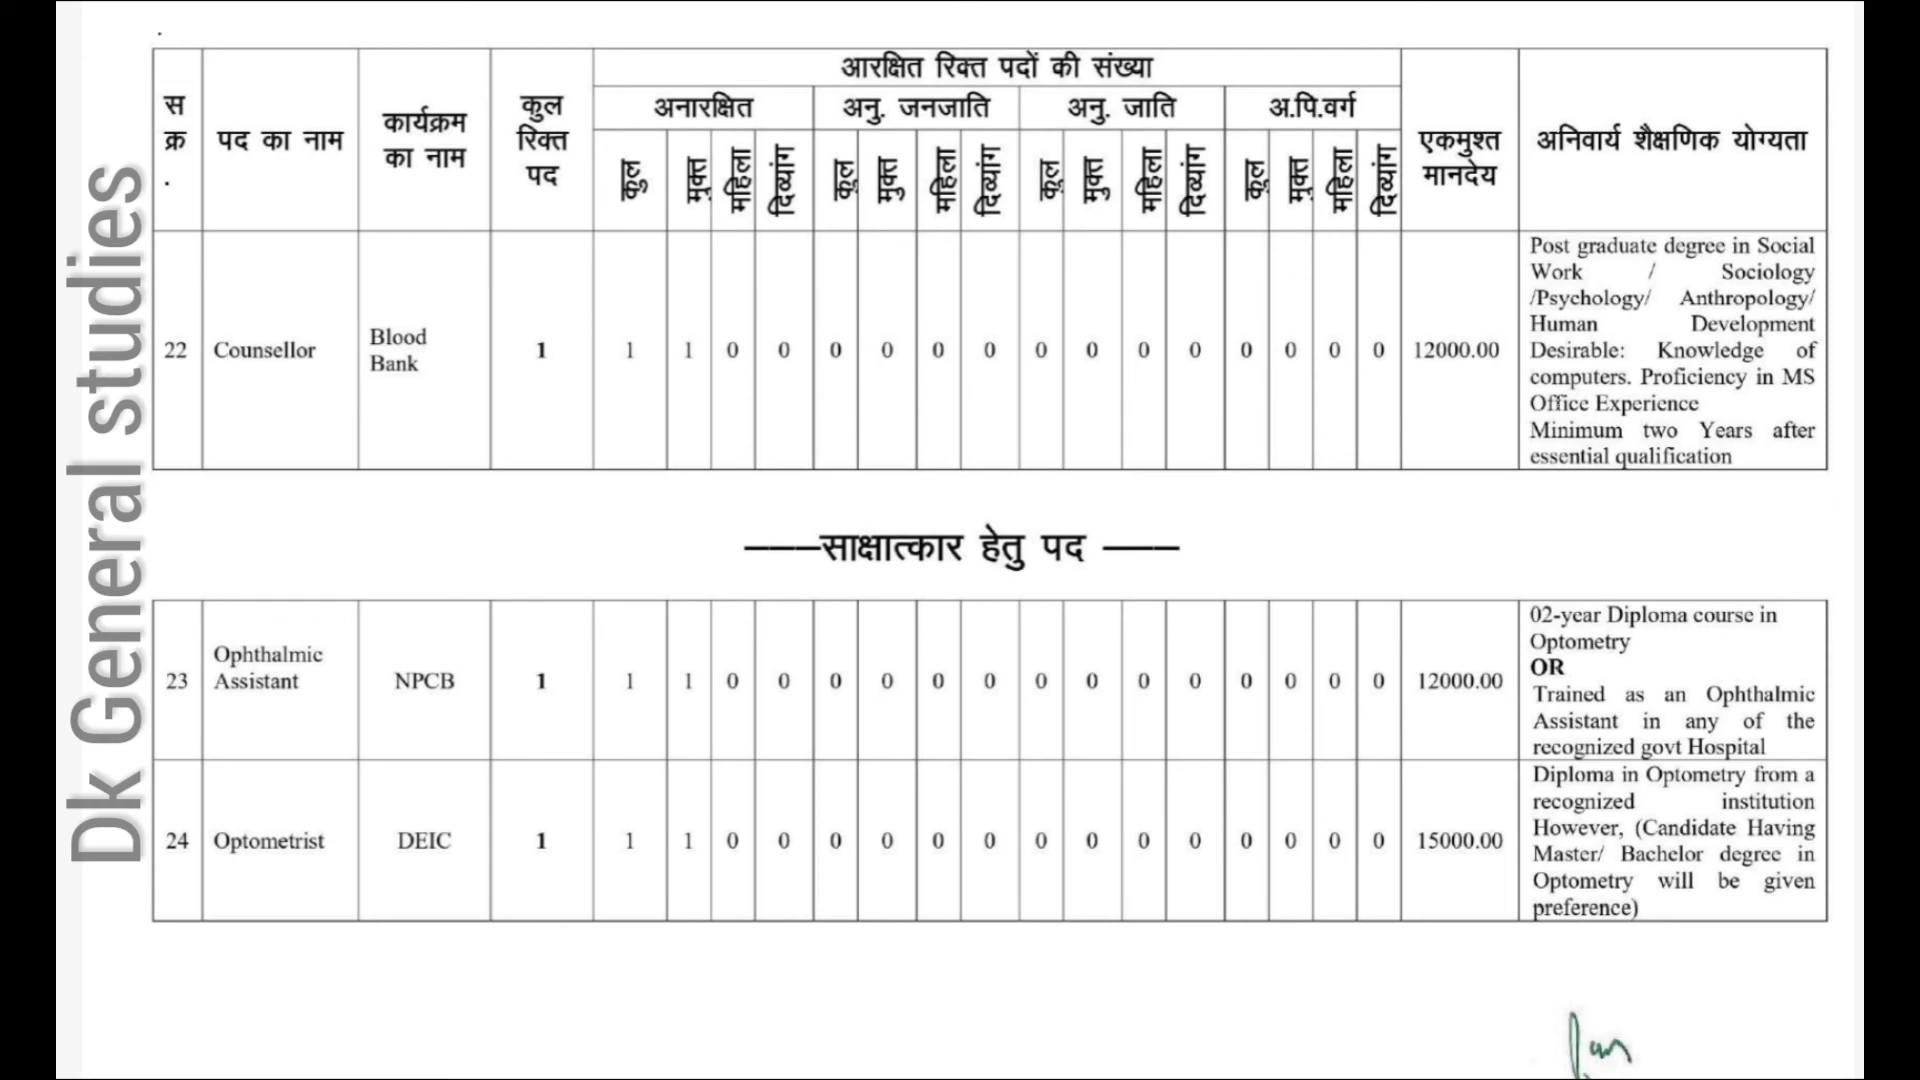 Dk General studies
आरक्षित रिक्त पदों की संख्या
स क्र .
पद का नाम
कार्यक्रम का नाम
कुल रिक्त पद
अनारक्षित
अनु. जनजाति
अनु. जाति
अ.पि.वर्ग
एकमुश्त मानदेय
अनिवार्य शैक्षणिक योग्यता
कुल मुक्त महिला दिव्यांग कुल मुक्त महिला दिव्यांग कुल मुक्त महिला दिव्यांग कुल मुक्त महिला दिव्यांग
22 Counsellor
Blood
Bank
1 1 1 0 0 0 0 0 0 0 0 0 0 0 0 0 0 12000.00
Post graduate degree in Social
Work / Sociology
/Psychology/ Anthropology/
Human Development
Desirable: Knowledge of
computers. Proficiency in MS
Office Experience
Minimum two Years after
essential qualification
———साक्षात्कार हेतु पद ———
23
Ophthalmic
Assistant
NPCB 1 1 1 0 0 0 0 0 0 0 0 0 0 0 0 0 0 12000.00
02-year Diploma course in
Optometry
OR
Trained as an Ophthalmic
Assistant in any of the
recognized govt Hospital
24 Optometrist DEIC 1 1 1 0 0 0 0 0 0 0 0 0 0 0 0 0 0 15000.00
Diploma in Optometry from a
recognized institution
However, (Candidate Having
Master/ Bachelor degree in
Optometry will be given
preference)